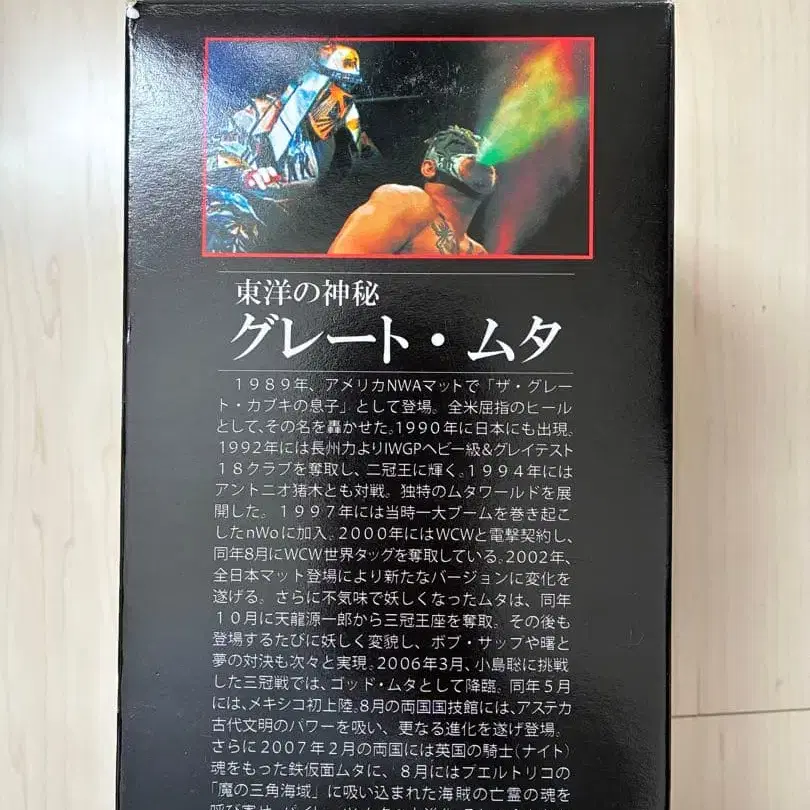 東洋の神秘
グレート・ムタ
１９８９年、アメリカNWAマットで「ザ・グレー
ト・カブキの息子」として登場。全米屈指のヒール
として、その名を轟かせた。1990年に日本にも出現。
1992年には長州力よりIWGPヘビー級&グレイテスト
１８クラブを奪取し、二冠王に輝く。１９９４年には
アントニオ猪木とも対戦。独特のムタワールドを展
開した。１９９７年には当時一大ブームを巻き起こ
したnWoに加入。2000年にはWCWと電撃契約し、
同年8月にWCW世界タッグを奪取している。2002年、
全日本マット登場により新たなバージョンに変化を
遂げる。さらに不気味で妖しくなったムタは、同年
１０月に天龍源一郎から三冠王座を奪取。その後も
登場するたびに妖しく変貌し、ボブ・サップや曙と
夢の対決も次々と実現。2006年3月、小島聡に挑戦
した三冠戦では、ゴッド・ムタとして降臨。同年５月
には、メキシコ初上陸。8月の両国国技館には、アステカ
古代文明のパワーを吸い、更なる進化を遂げ登場。
さらに２００７年２月の両国には英国の騎士(ナイト)
魂をもった鉄仮面ムタに、８月にはプエルトリコの
「魔の三角海域」に吸い込まれた海賊の亡霊の魂を